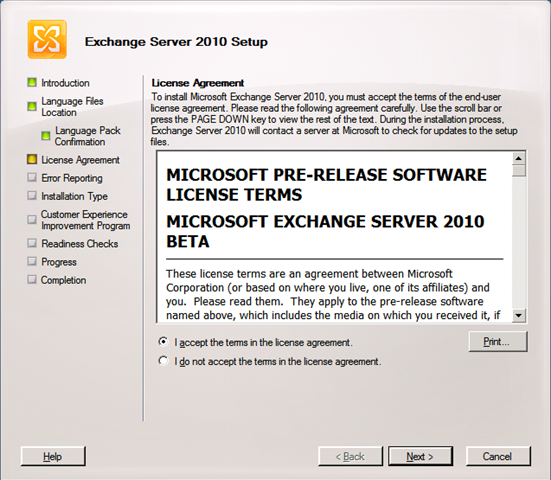 Exchange Server 2010 Setup
Introduction
Language Files
Location
Language Pack
Confirmation
License Agreement
Error Reporting
Installation Type
Customer Experience
Improvement Program
Readiness Checks
Progress
Completion
License Agreement
To install Microsoft Exchange Server 2010, you must accept the terms of the end-user
license agreement. Please read the following agreement carefully. Use the scroll bar or
press the PAGE DOWN key to view the rest of the text. During the installation process,
Exchange Server 2010 will contact a server at Microsoft to check for updates to the setup
files.
MICROSOFT PRE-RELEASE SOFTWARE
LICENSE TERMS
MICROSOFT EXCHANGE SERVER 2010
BETA
These license terms are an agreement between Microsoft
Corporation (or based on where you live, one of its affiliates) and
you.  Please read them.  They apply to the pre-release software
named above, which includes the media on which you received it, if
I accept the terms in the license agreement.
Print...
I do not accept the terms in the license agreement.
Help
< Back
Next >
Cancel